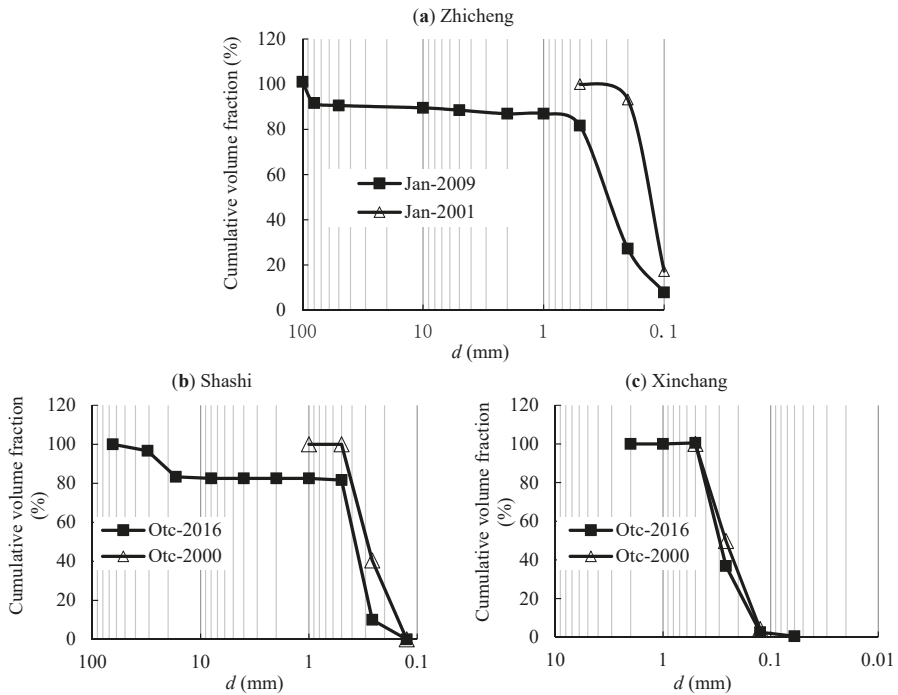 (a) Zhicheng
Cumulative volume fraction (%)
120
100
80
60
40
20
0
Jan-2009
Jan-2001
100
10
1
0.1
d (mm)
(b) Shashi
Cumulative volume fraction
(%)
120
100
80
60
40
20
0
Otc-2016
Otc-2000
100
10
1
0.1
d (mm)
(c) Xinchang
Cumulative volume fraction
(%)
120
100
80
60
40
20
0
Otc-2016
Otc-2000
10
1
0.1
0.01
d (mm)